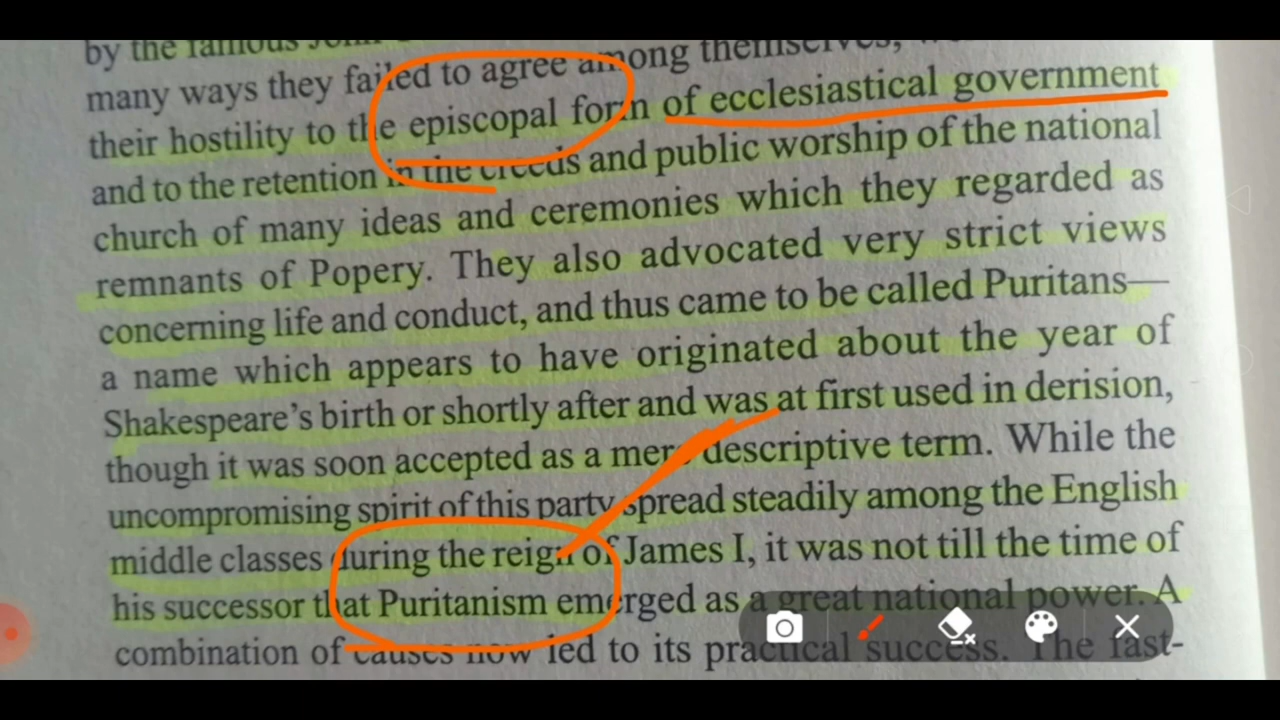 by the famous John
many ways they failed to agree among themselves,
their hostility to the episcopal form of ecclesiastical government
and to the retention in the creeds and public worship of the national
church of many ideas and ceremonies which they regarded as
remnants of Popery. They also advocated very strict views
concerning life and conduct, and thus came to be called Puritans—
a name which appears to have originated about the year of
Shakespeare's birth or shortly after and was at first used in derision,
though it was soon accepted as a mere descriptive term. While the
uncompromising spirit of this party spread steadily among the English
middle classes during the reign of James I, it was not till the time of
his successor that Puritanism emerged as a great national power. A
combination of causes now led to its practical success. The fast-